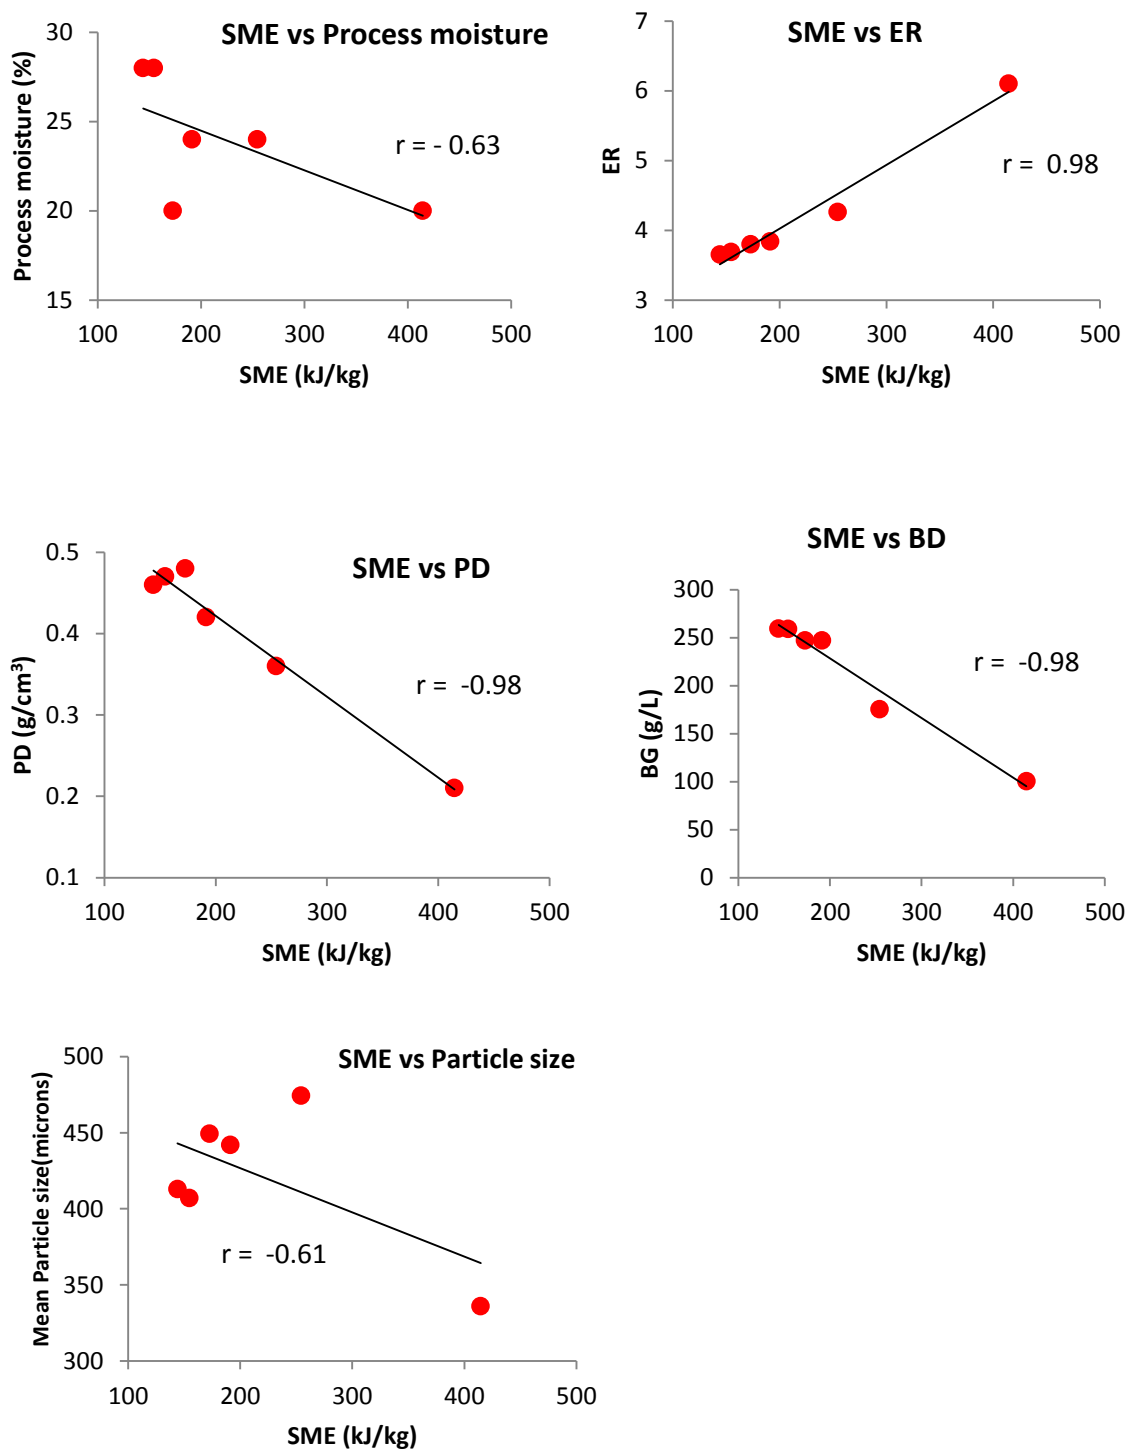 SME vs Process moisture
Process moisture (%)
30
25
20
15
r = - 0.63
100 200 300 400 500
SME (kJ/kg)
SME vs ER
ER
7
6
5
4
3
r = 0.98
100 200 300 400 500
SME (kJ/kg)
SME vs PD
PD (g/cm³)
0.5
0.4
0.3
0.2
0.1
r = -0.98
100 200 300 400 500
SME (kJ/kg)
SME vs BD
BG (g/L)
300
250
200
150
100
50
0
r = -0.98
100 200 300 400 500
SME (kJ/kg)
SME vs Particle size
Mean Particle size(microns)
500
450
400
350
300
r = -0.61
100 200 300 400 500
SME (kJ/kg)